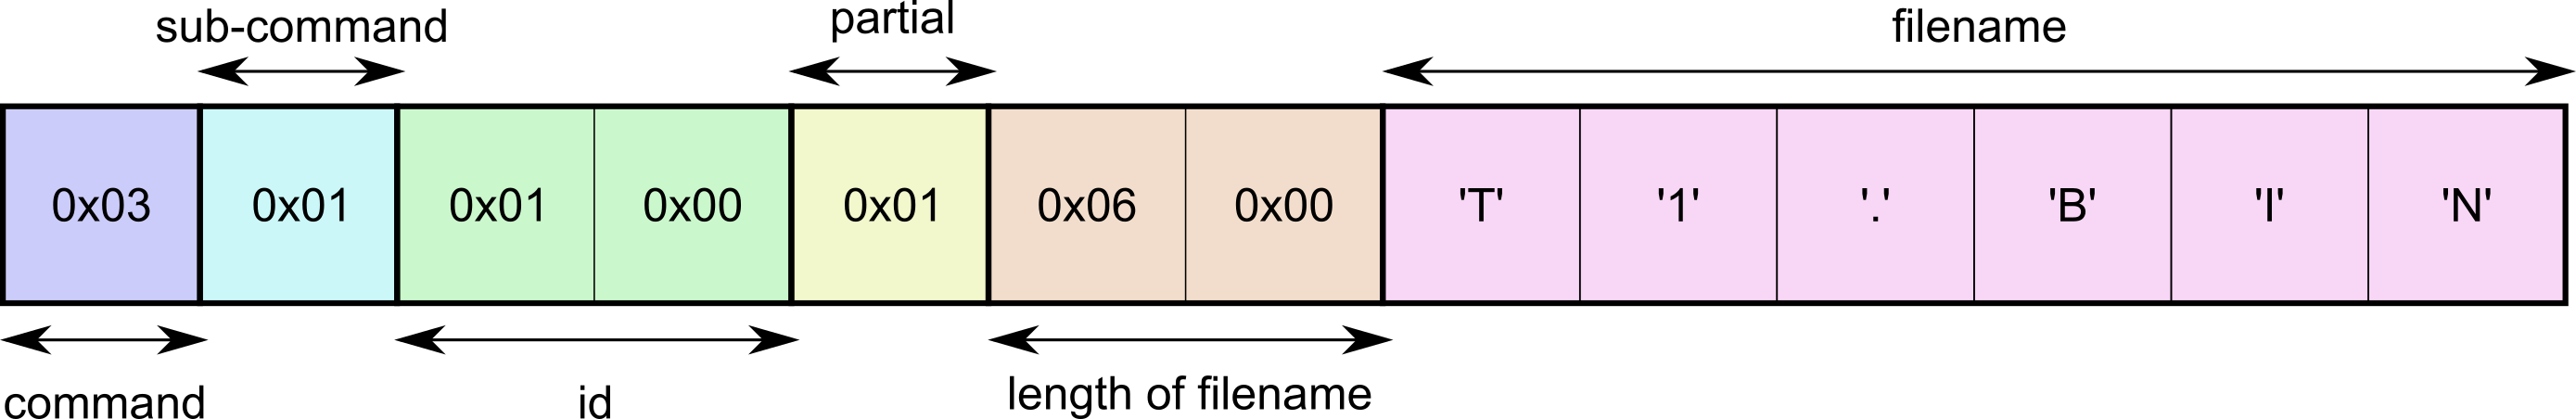 sub-command partial filename
0x03 0x01 0x01 0x00 0x01 0x06 0x00 'T' '1' '.' 'B' 'I' 'N'
command id length of filename